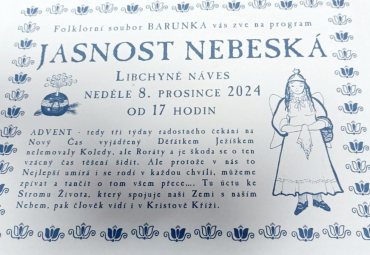 Folklorní soubor BARUNKA vás zve na program
JASNOST NEBESKÁ
LIBCHYNĚ NÁVES
NEDĚLE 8. PROSINCE 2024
OD 17 HODIN
ADVENT - tedy tři týdny radostného čekání na
Nový Čas vyjádřený Děťátkem Ježíškem
nelemovaly Koledy, ale Roráty a je škoda se o ten
vzácný čas těšení šidit. Ale protože v nás to
Nejlepší umírá i se rodí v každou chvíli, můžeme
zpívat a tančit o tom všem přece.... Tu úctu ke
Stromu Života, který spojuje naši Zemi s naším
Nebem, pak člověk vidí i v Kristově Kříži.